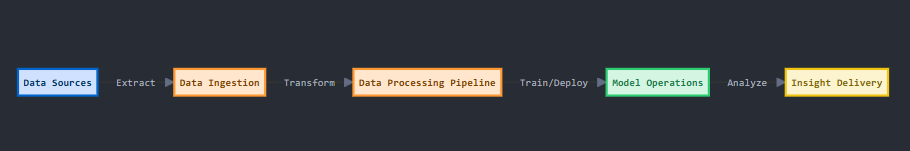 Data Sources Extract Data Ingestion Transform Data Processing Pipeline Train/Deploy Model Operations Analyze Insight Delivery